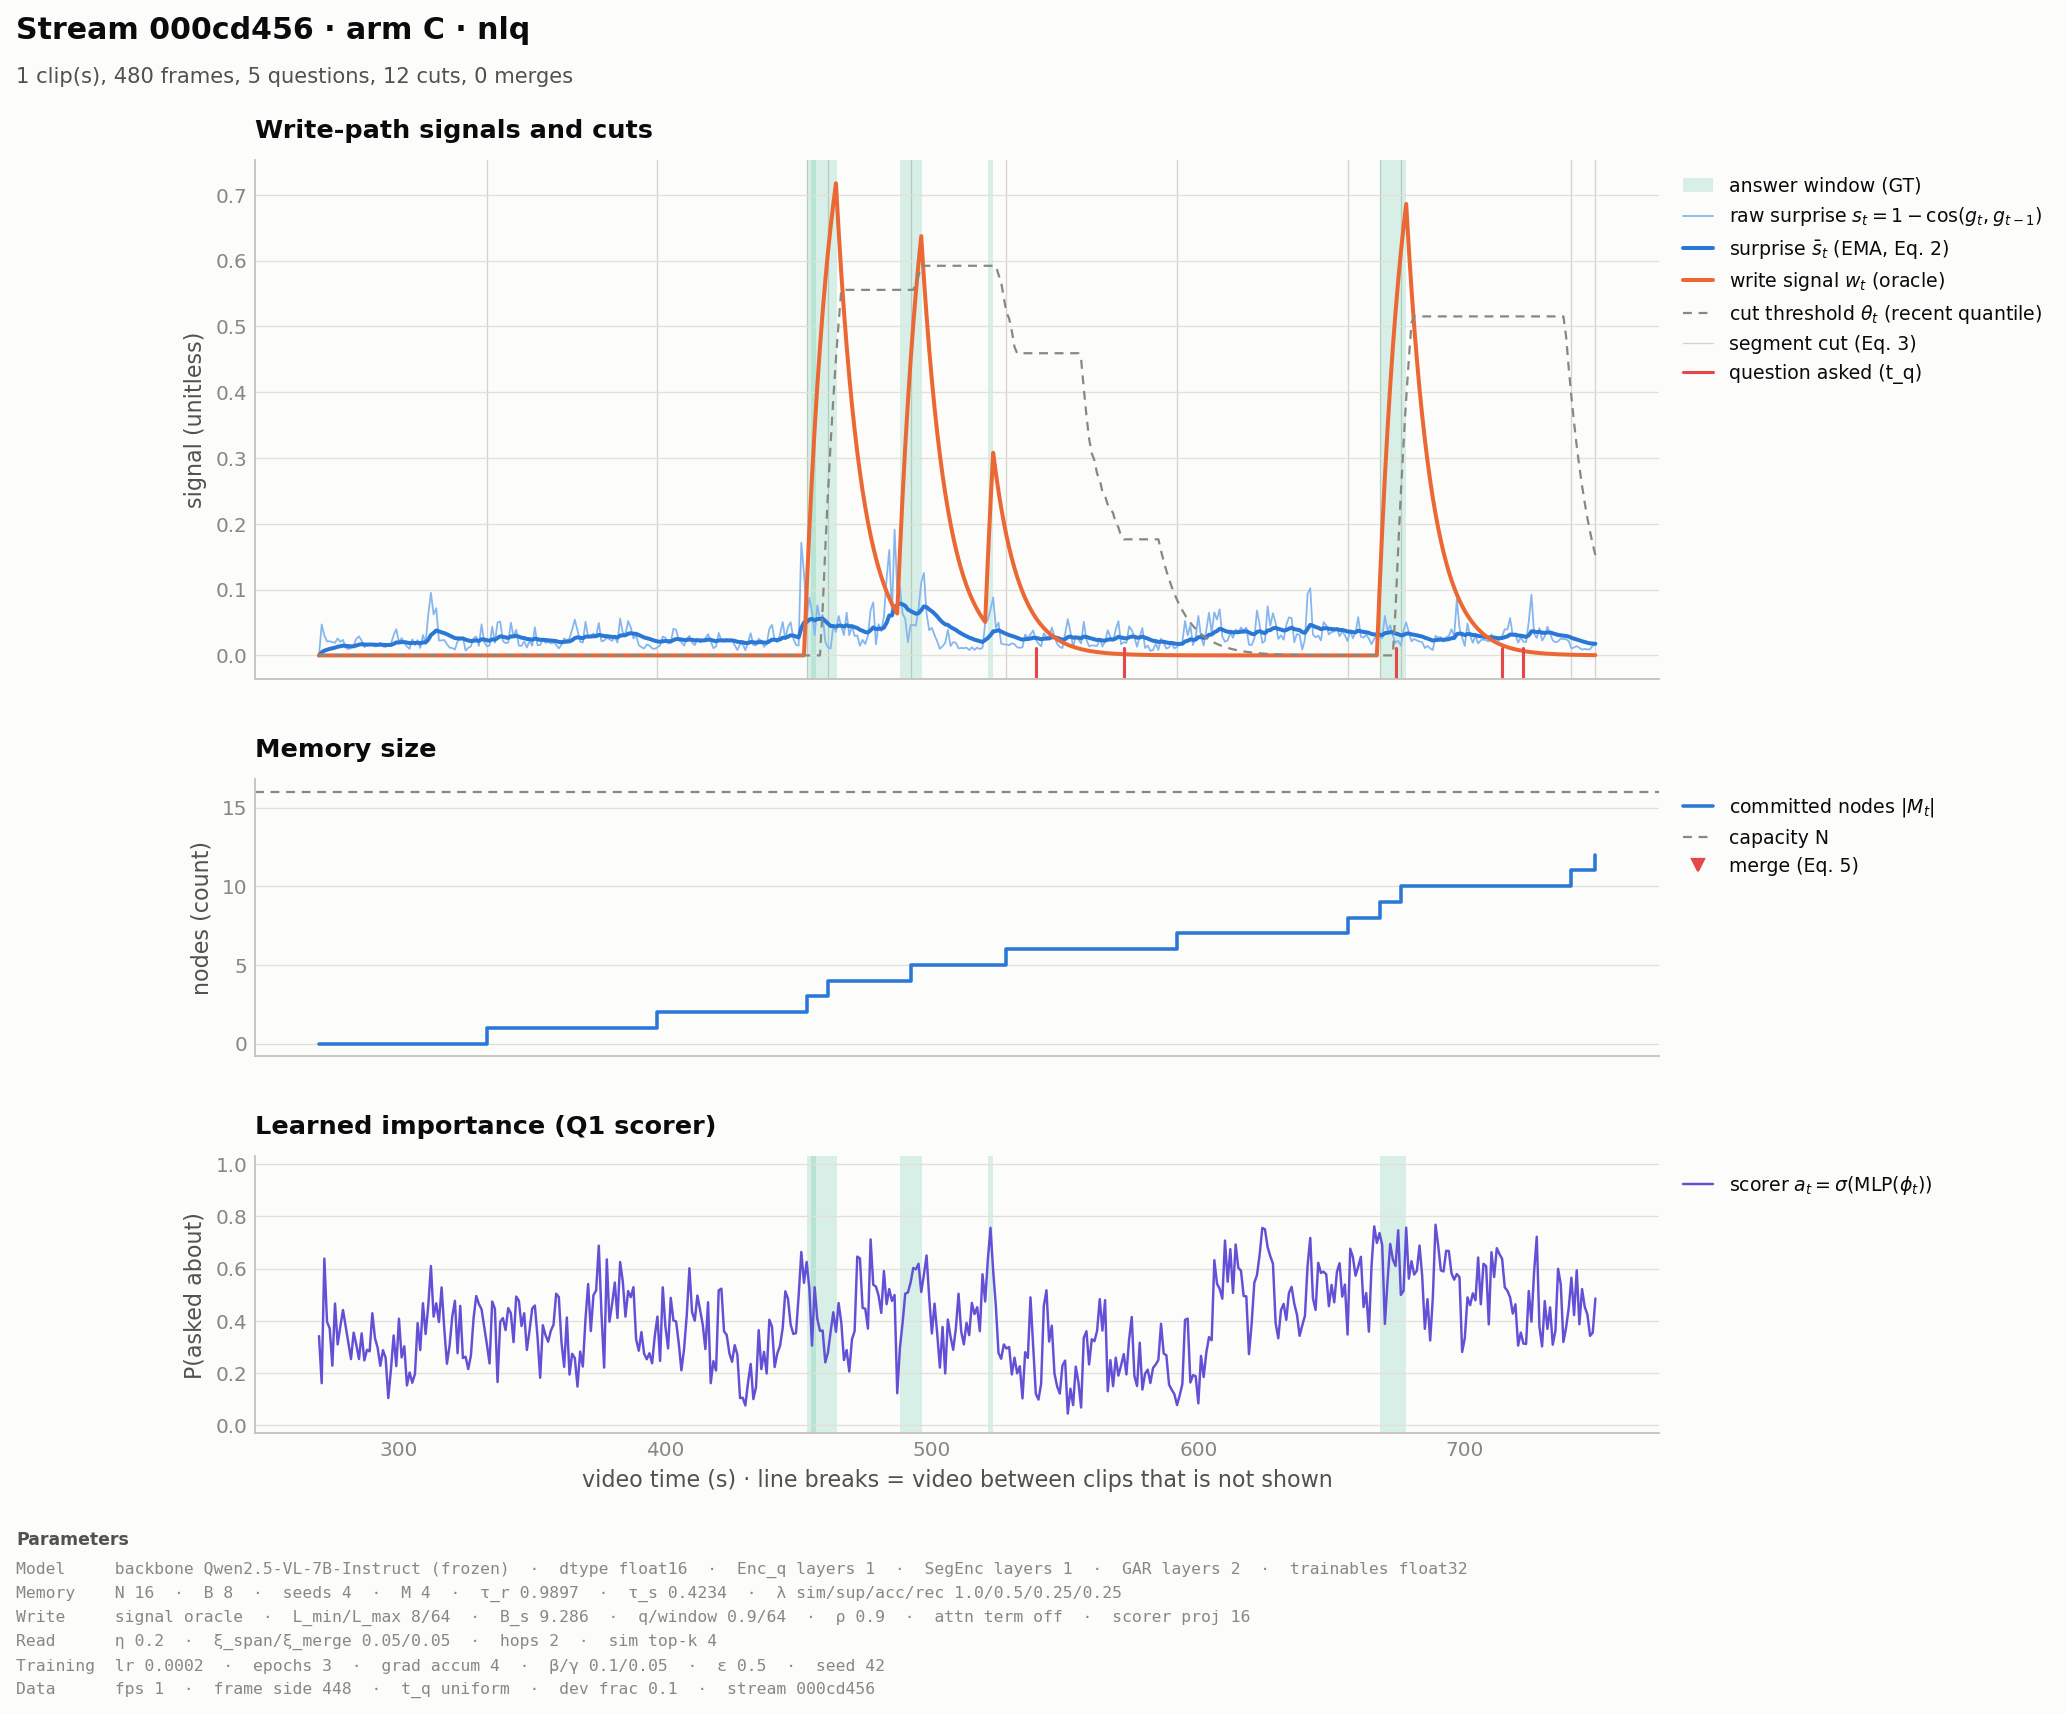 Stream 000cd456 · arm C · nlq
1 clip(s), 480 frames, 5 questions, 12 cuts, 0 merges
Write-path signals and cuts
signal (unitless)
0.7
0.6
0.5
0.4
0.3
0.2
0.1
0.0
answer window (GT)
raw surprise s_t = 1 − cos(g_t, g_{t−1})
surprise s̄_t (EMA, Eq. 2)
write signal w_t (oracle)
cut threshold θ_t (recent quantile)
segment cut (Eq. 3)
question asked (t_q)
Memory size
nodes (count)
15
10
5
0
committed nodes |M_t|
capacity N
merge (Eq. 5)
Learned importance (Q1 scorer)
P(asked about)
1.0
0.8
0.6
0.4
0.2
0.0
scorer a_t = σ(MLP(ϕ_t))
300 400 500 600 700
video time (s) · line breaks = video between clips that is not shown
Parameters
Model backbone Qwen2.5-VL-7B-Instruct (frozen) · dtype float16 · Enc_q layers 1 · SegEnc layers 1 · GAR layers 2 · trainables float32
Memory N 16 · B 8 · seeds 4 · M 4 · τ_r 0.9897 · τ_s 0.4234 · λ sim/sup/acc/rec 1.0/0.5/0.25/0.25
Write signal oracle · L_min/L_max 8/64 · B_s 9.286 · q/window 0.9/64 · ρ 0.9 · attn term off · scorer proj 16
Read η 0.2 · ξ_span/ξ_merge 0.05/0.05 · hops 2 · sim top-k 4
Training lr 0.0002 · epochs 3 · grad accum 4 · β/γ 0.1/0.05 · ε 0.5 · seed 42
Data fps 1 · frame side 448 · t_q uniform · dev frac 0.1 · stream 000cd456